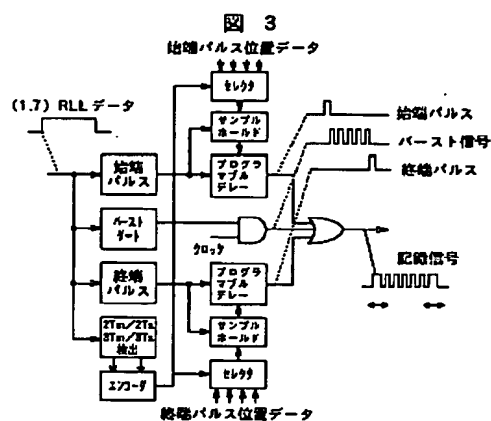 図 3
始端パルス位置データ
セレクタ
(1.7) RLLデータ
サンプル
ホールド
始端パルス
バースト信号
終端パルス
始端
パルス
プログラ
マブル
デレー
バースト
ゲート
クロック
記録信号
終端
パルス
プログラ
マブル
デレー
2Tm/2Ts
3Tm/3Ts
検出
サンプル
ホールド
エンコーダ
セレクタ
終端パルス位置データ